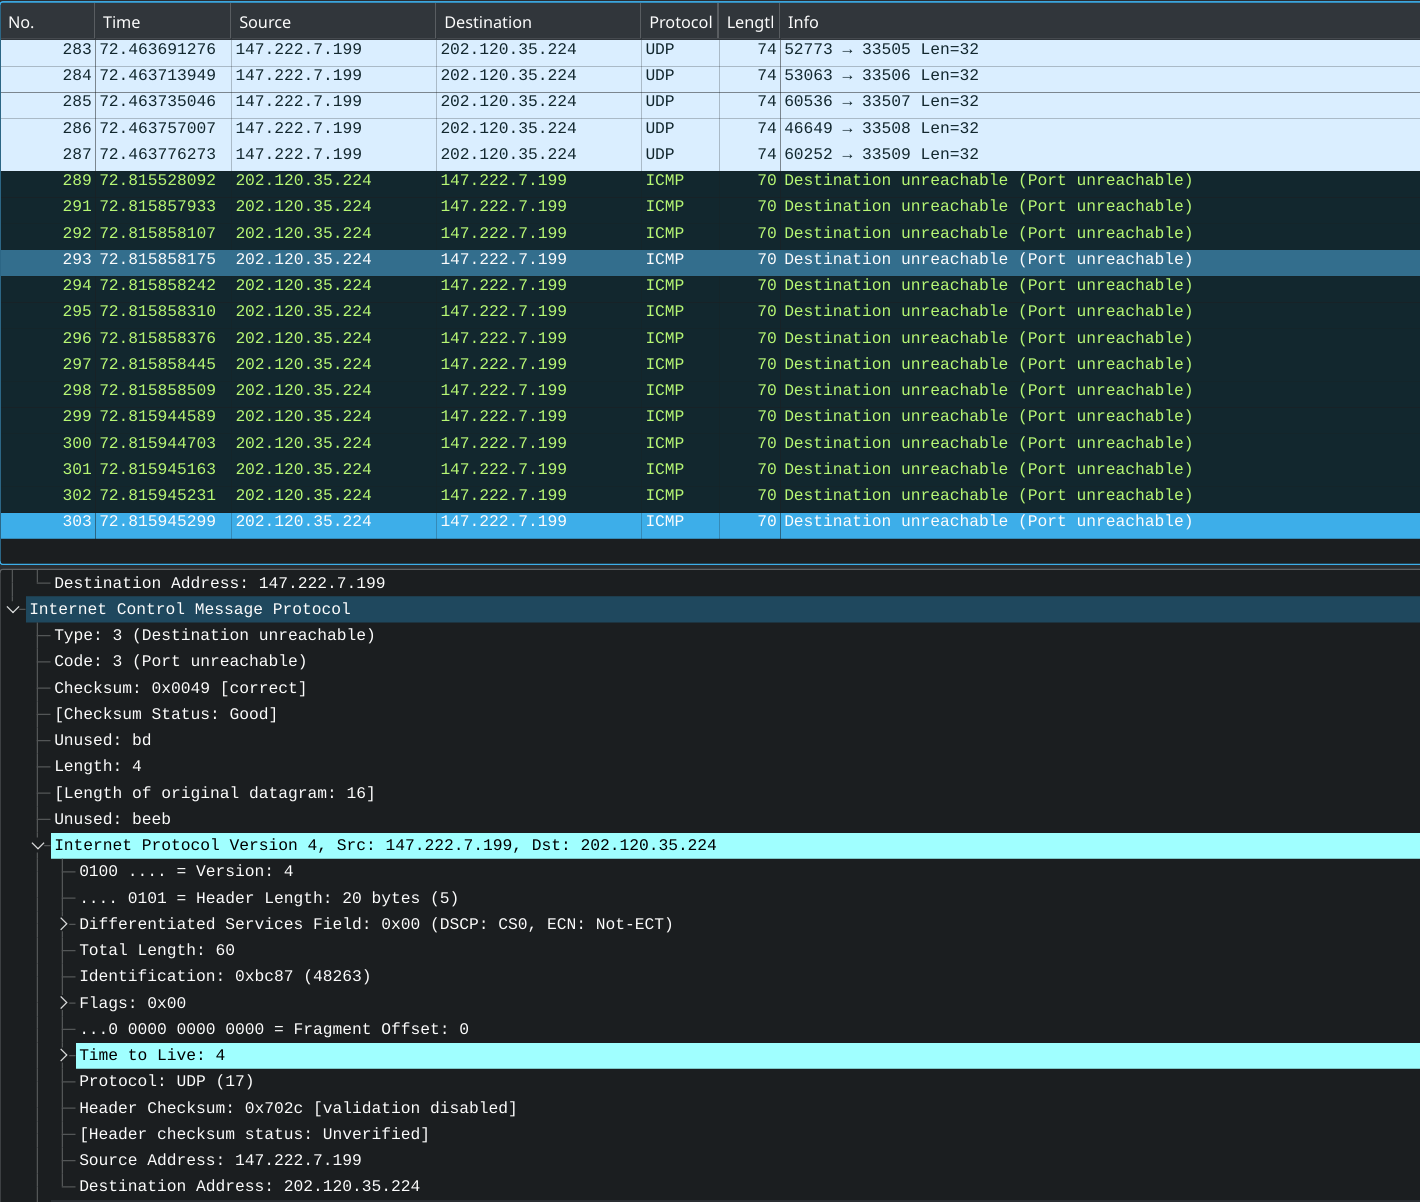 No. Time Source Destination Protocol Lengtl Info
283 72.463691276 147.222.7.199 202.120.35.224 UDP 74 52773 → 33505 Len=32
284 72.463713949 147.222.7.199 202.120.35.224 UDP 74 53063 → 33506 Len=32
285 72.463735046 147.222.7.199 202.120.35.224 UDP 74 60536 → 33507 Len=32
286 72.463757007 147.222.7.199 202.120.35.224 UDP 74 46649 → 33508 Len=32
287 72.463776273 147.222.7.199 202.120.35.224 UDP 74 60252 → 33509 Len=32
289 72.815528092 202.120.35.224 147.222.7.199 ICMP 70 Destination unreachable (Port unreachable)
291 72.815857933 202.120.35.224 147.222.7.199 ICMP 70 Destination unreachable (Port unreachable)
292 72.815858107 202.120.35.224 147.222.7.199 ICMP 70 Destination unreachable (Port unreachable)
293 72.815858175 202.120.35.224 147.222.7.199 ICMP 70 Destination unreachable (Port unreachable)
294 72.815858242 202.120.35.224 147.222.7.199 ICMP 70 Destination unreachable (Port unreachable)
295 72.815858310 202.120.35.224 147.222.7.199 ICMP 70 Destination unreachable (Port unreachable)
296 72.815858376 202.120.35.224 147.222.7.199 ICMP 70 Destination unreachable (Port unreachable)
297 72.815858445 202.120.35.224 147.222.7.199 ICMP 70 Destination unreachable (Port unreachable)
298 72.815858509 202.120.35.224 147.222.7.199 ICMP 70 Destination unreachable (Port unreachable)
299 72.815944589 202.120.35.224 147.222.7.199 ICMP 70 Destination unreachable (Port unreachable)
300 72.815944703 202.120.35.224 147.222.7.199 ICMP 70 Destination unreachable (Port unreachable)
301 72.815945163 202.120.35.224 147.222.7.199 ICMP 70 Destination unreachable (Port unreachable)
302 72.815945231 202.120.35.224 147.222.7.199 ICMP 70 Destination unreachable (Port unreachable)
303 72.815945299 202.120.35.224 147.222.7.199 ICMP 70 Destination unreachable (Port unreachable)
Destination Address: 147.222.7.199
Internet Control Message Protocol
Type: 3 (Destination unreachable)
Code: 3 (Port unreachable)
Checksum: 0x0049 [correct]
[Checksum Status: Good]
Unused: bd
Length: 4
[Length of original datagram: 16]
Unused: beeb
Internet Protocol Version 4, Src: 147.222.7.199, Dst: 202.120.35.224
0100 .... = Version: 4
.... 0101 = Header Length: 20 bytes (5)
Differentiated Services Field: 0x00 (DSCP: CS0, ECN: Not-ECT)
Total Length: 60
Identification: 0xbc87 (48263)
Flags: 0x00
...0 0000 0000 0000 = Fragment Offset: 0
Time to Live: 4
Protocol: UDP (17)
Header Checksum: 0x702c [validation disabled]
[Header checksum status: Unverified]
Source Address: 147.222.7.199
Destination Address: 202.120.35.224